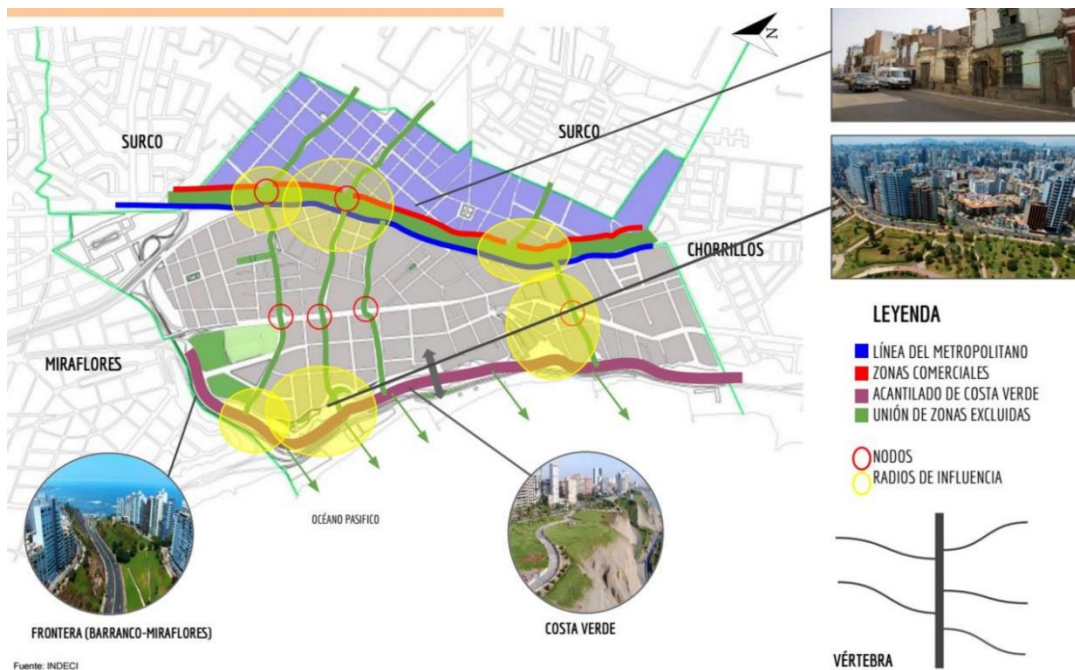 N
SURCO
SURCO
CHORRILLOS
MIRAFLORES
OCÉANO PASIFICO
FRONTERA (BARRANCO-MIRAFLORES)
COSTA VERDE
Fuente: INDECI
LEYENDA
LÍNEA DEL METROPOLITANO
ZONAS COMERCIALES
ACANTILADO DE COSTA VERDE
UNIÓN DE ZONAS EXCLUIDAS
NODOS
RADIOS DE INFLUENCIA
VÉRTEBRA